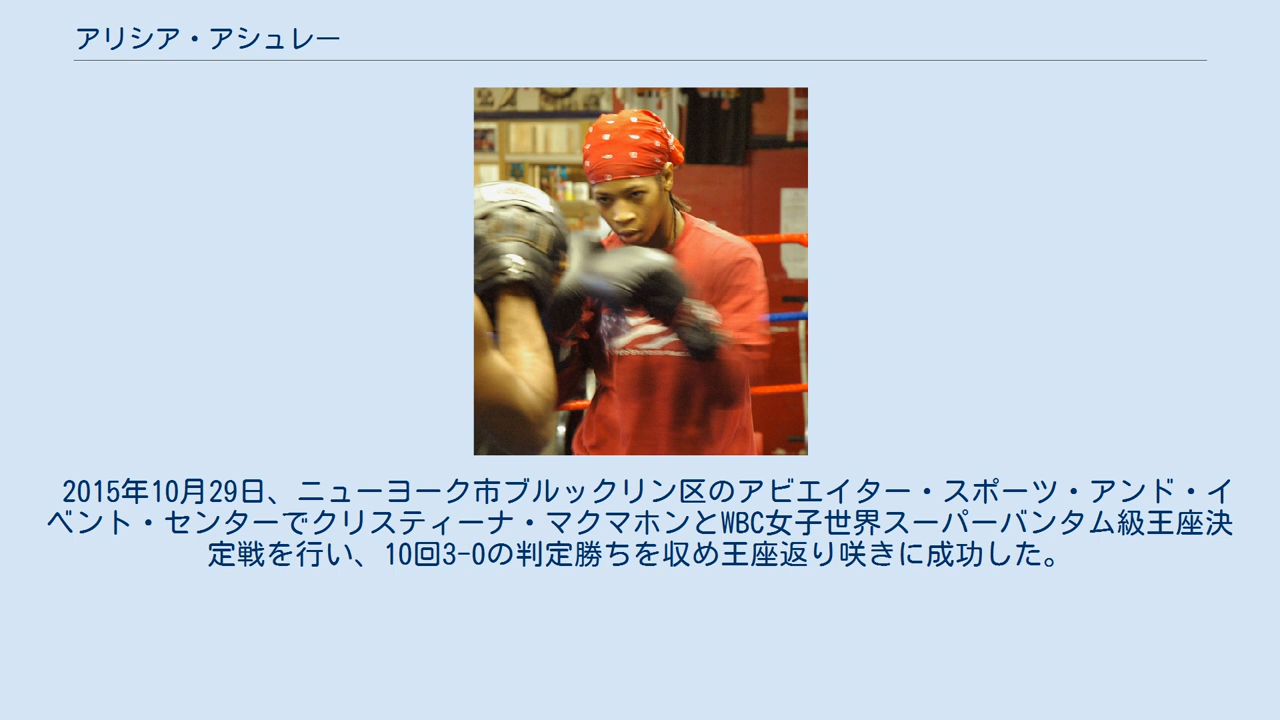 アリシア・アシュレー
2015年10月29日、ニューヨーク市ブルックリン区のアビエイター・スポーツ・アンド・イ
ベント・センターでクリスティーナ・マクマホンとWBC女子世界スーパーバンタム級王座決
定戦を行い、10回3-0の判定勝ちを収め王座返り咲きに成功した。